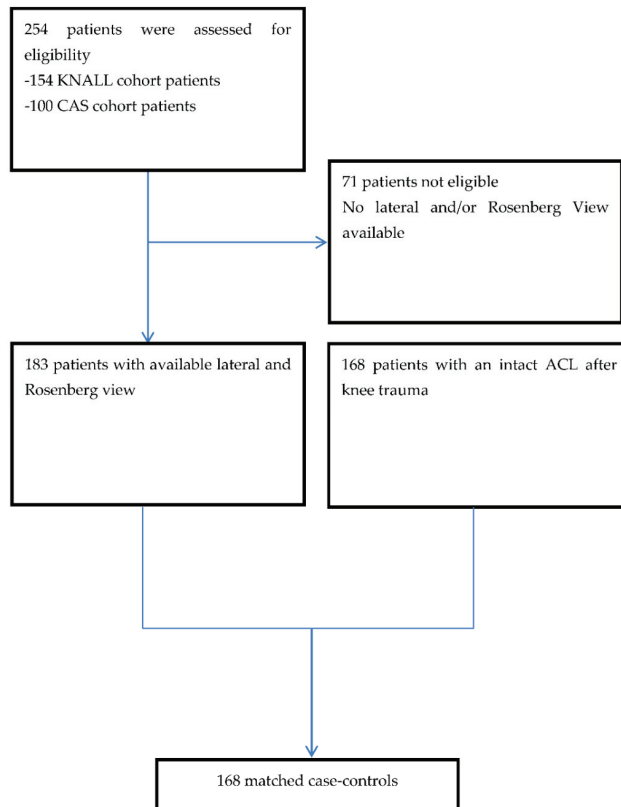 254 patients were assessed for
eligibility
-154 KNALL cohort patients
-100 CAS cohort patients
71 patients not eligible
No lateral and/or Rosenberg View
available
183 patients with available lateral and
Rosenberg view
168 patients with an intact ACL after
knee trauma
168 matched case-controls